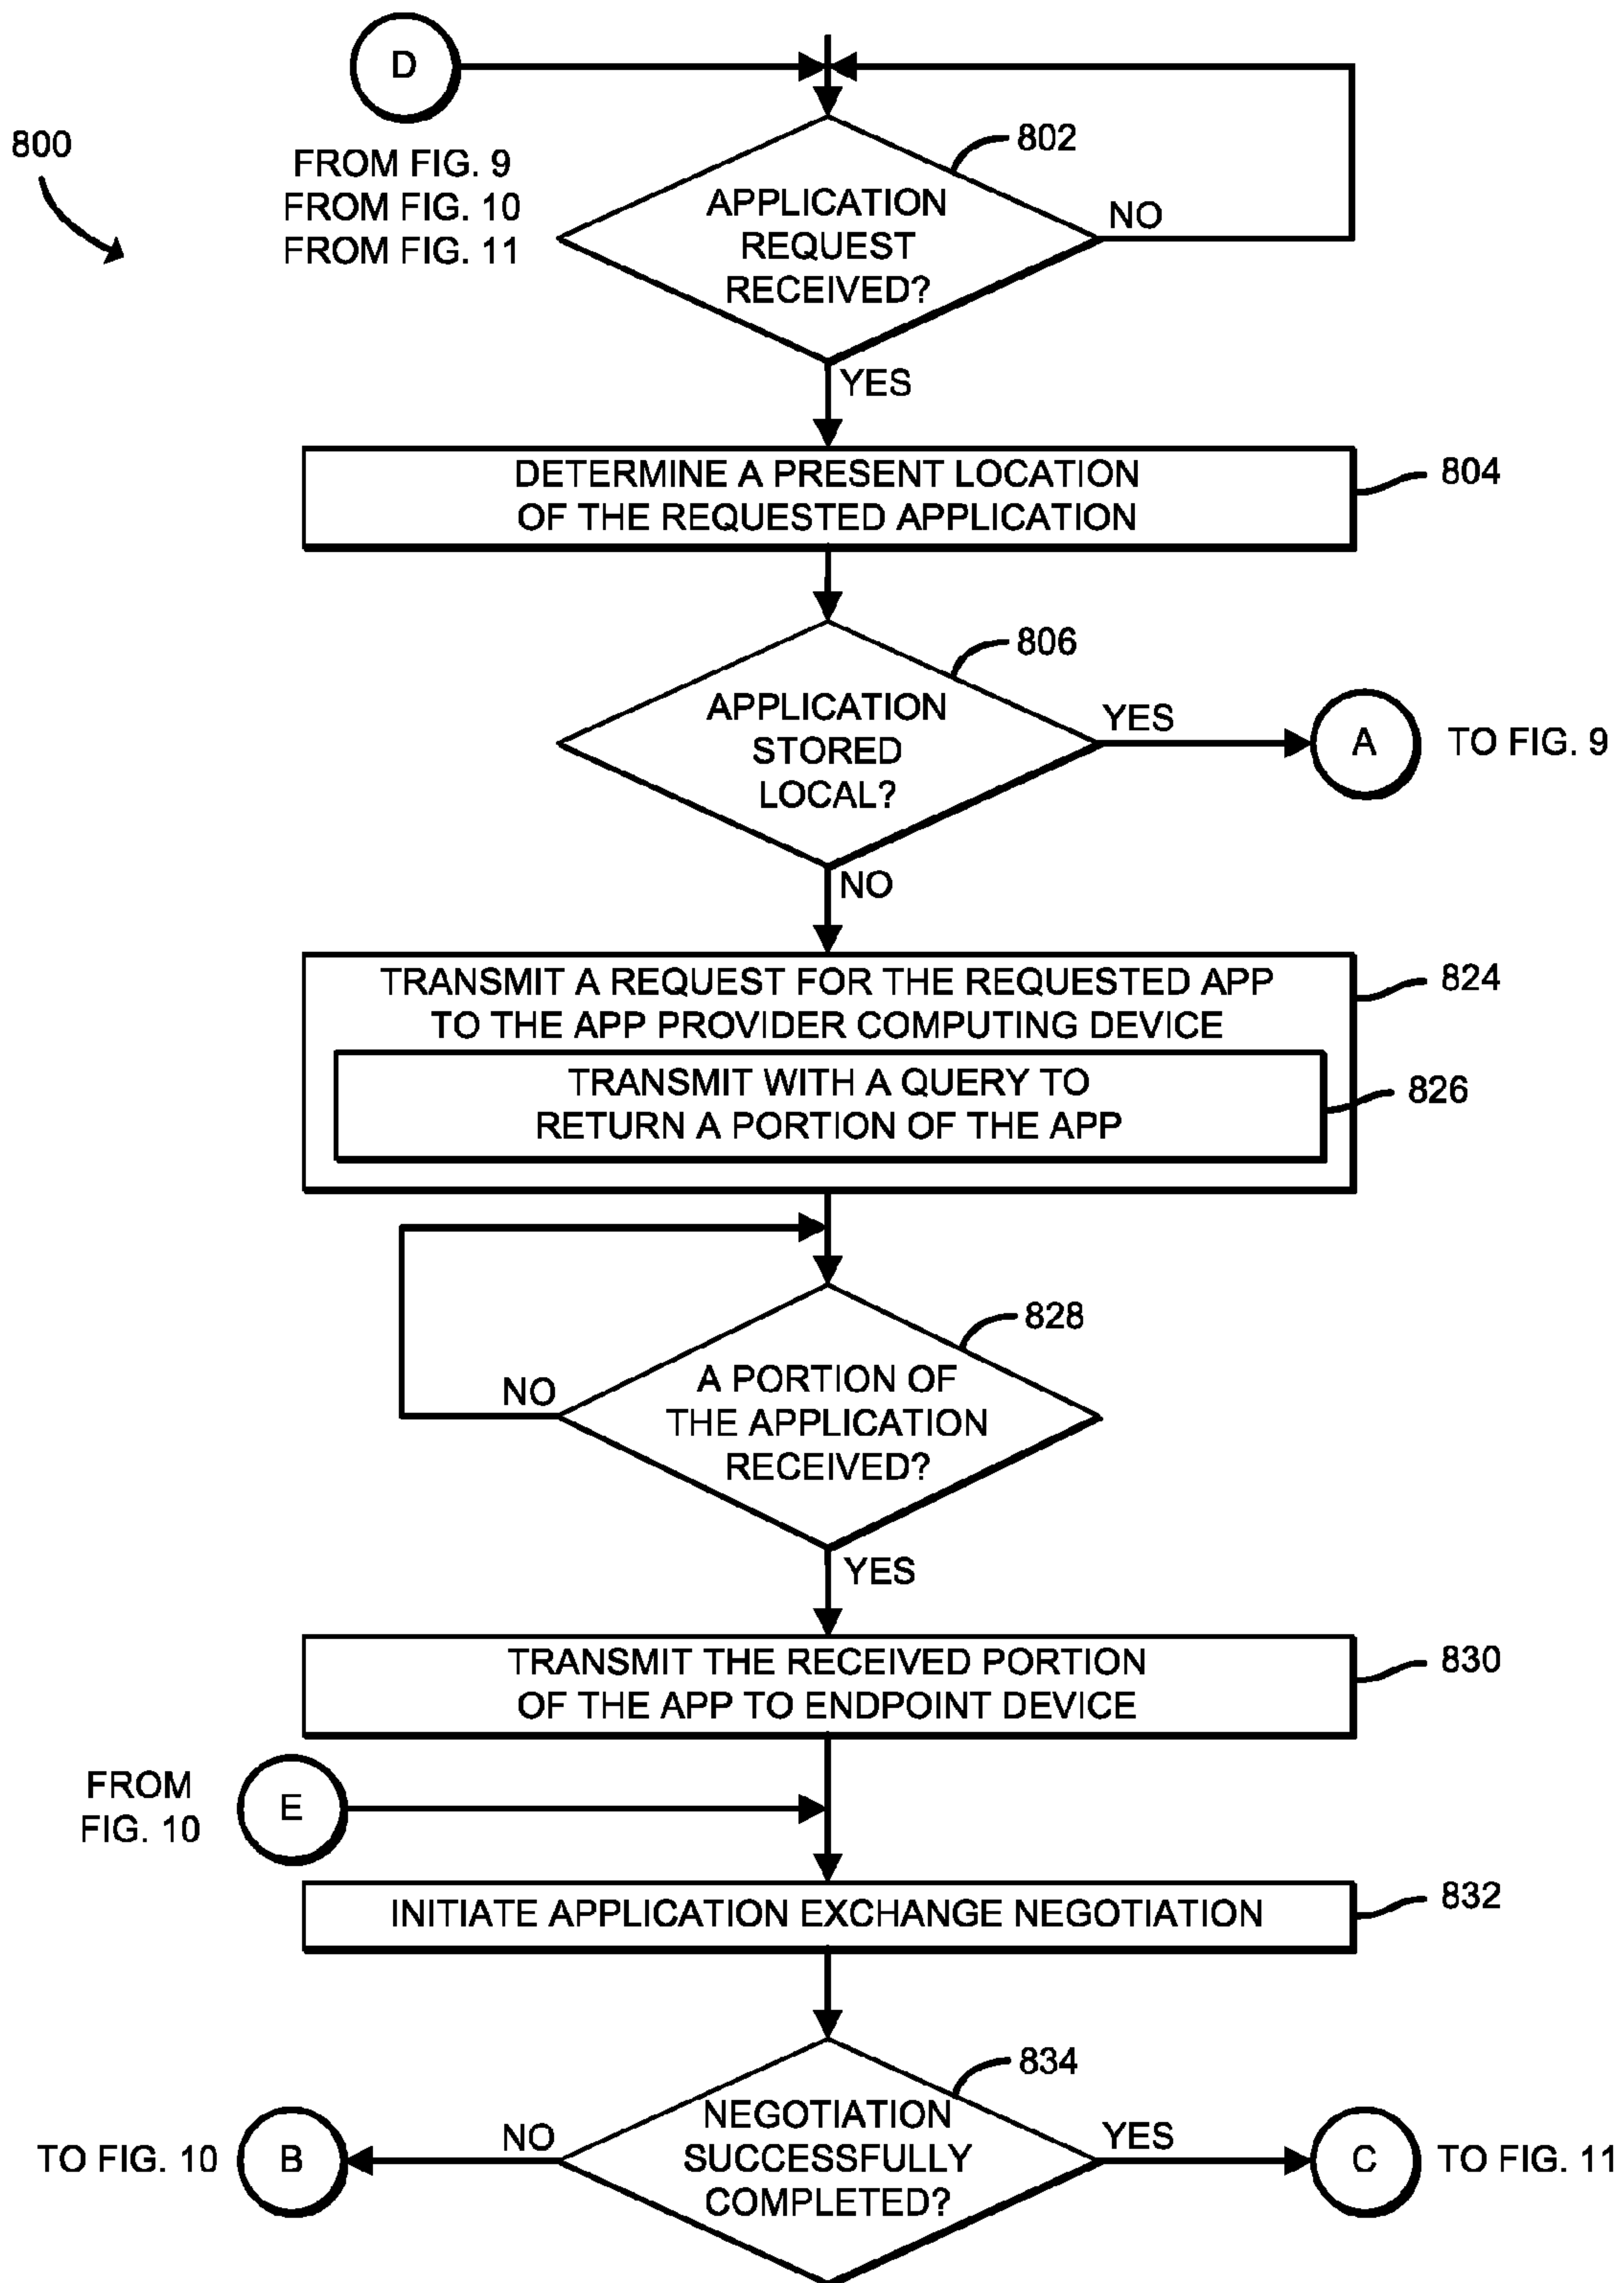 D
800
FROM FIG. 9
FROM FIG. 10
FROM FIG. 11
802
APPLICATION
REQUEST
RECEIVED?
NO
YES
DETERMINE A PRESENT LOCATION
OF THE REQUESTED APPLICATION
804
806
APPLICATION
STORED
LOCAL?
YES
A
TO FIG. 9
NO
TRANSMIT A REQUEST FOR THE REQUESTED APP
TO THE APP PROVIDER COMPUTING DEVICE
824
TRANSMIT WITH A QUERY TO
RETURN A PORTION OF THE APP
826
828
A PORTION OF
THE APPLICATION
RECEIVED?
NO
YES
TRANSMIT THE RECEIVED PORTION
OF THE APP TO ENDPOINT DEVICE
830
FROM
FIG. 10
E
INITIATE APPLICATION EXCHANGE NEGOTIATION
832
834
NEGOTIATION
SUCCESSFULLY
COMPLETED?
NO
B
TO FIG. 10
YES
C
TO FIG. 11